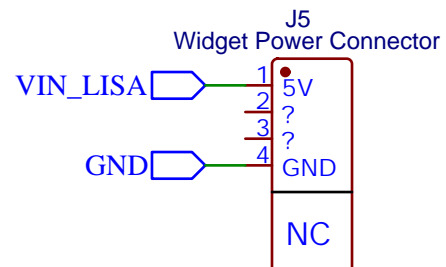 J5
Widget Power Connector
VIN_LISA 1 5V
2 ?
3 ?
GND 4 GND
NC